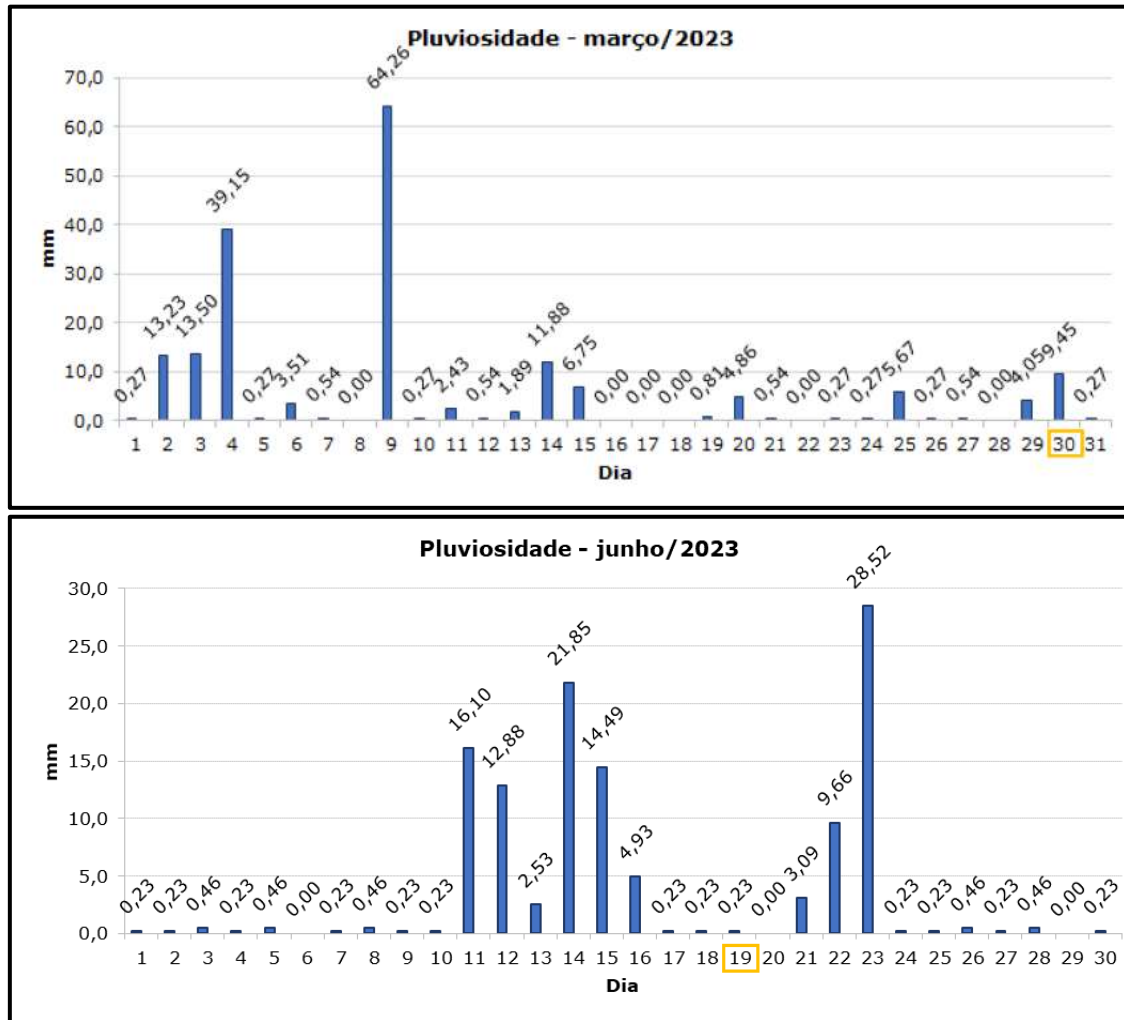 Pluviosidade - março/2023
70,0
60,0
50,0
40,0
30,0
20,0
10,0
0,0
mm
0,27 13,23 13,50 39,15 0,27 3,51 0,54 0,00 64,26 0,27 2,43 0,54 1,89 11,88 6,75 0,00 0,00 0,00 0,81 4,86 0,54 0,00 0,27 0,27 5,67 0,27 0,54 0,00 4,05 9,45 0,27
1 2 3 4 5 6 7 8 9 10 11 12 13 14 15 16 17 18 19 20 21 22 23 24 25 26 27 28 29 30 31
Dia
Pluviosidade - junho/2023
30,0
25,0
20,0
15,0
10,0
5,0
0,0
mm
0,23 0,23 0,46 0,23 0,46 0,00 0,23 0,46 0,23 0,23 16,10 12,88 2,53 21,85 14,49 4,93 0,23 0,23 0,23 0,00 3,09 9,66 28,52 0,23 0,23 0,46 0,23 0,46 0,00 0,23
1 2 3 4 5 6 7 8 9 10 11 12 13 14 15 16 17 18 19 20 21 22 23 24 25 26 27 28 29 30
Dia